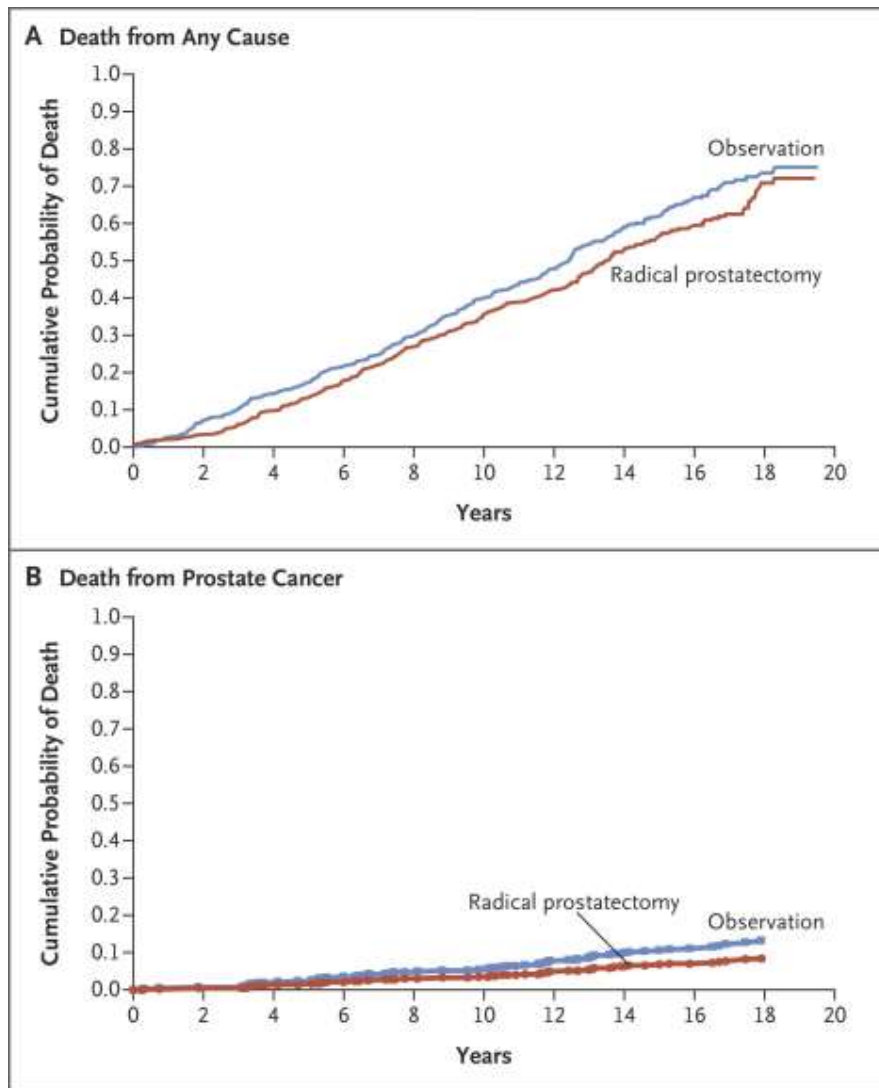 A Death from Any Cause
Cumulative Probability of Death
1.0
0.9
0.8
0.7
0.6
0.5
0.4
0.3
0.2
0.1
0.0
Observation
Radical prostatectomy
0 2 4 6 8 10 12 14 16 18 20
Years
B Death from Prostate Cancer
Cumulative Probability of Death
1.0
0.9
0.8
0.7
0.6
0.5
0.4
0.3
0.2
0.1
0.0
Radical prostatectomy
Observation
0 2 4 6 8 10 12 14 16 18 20
Years